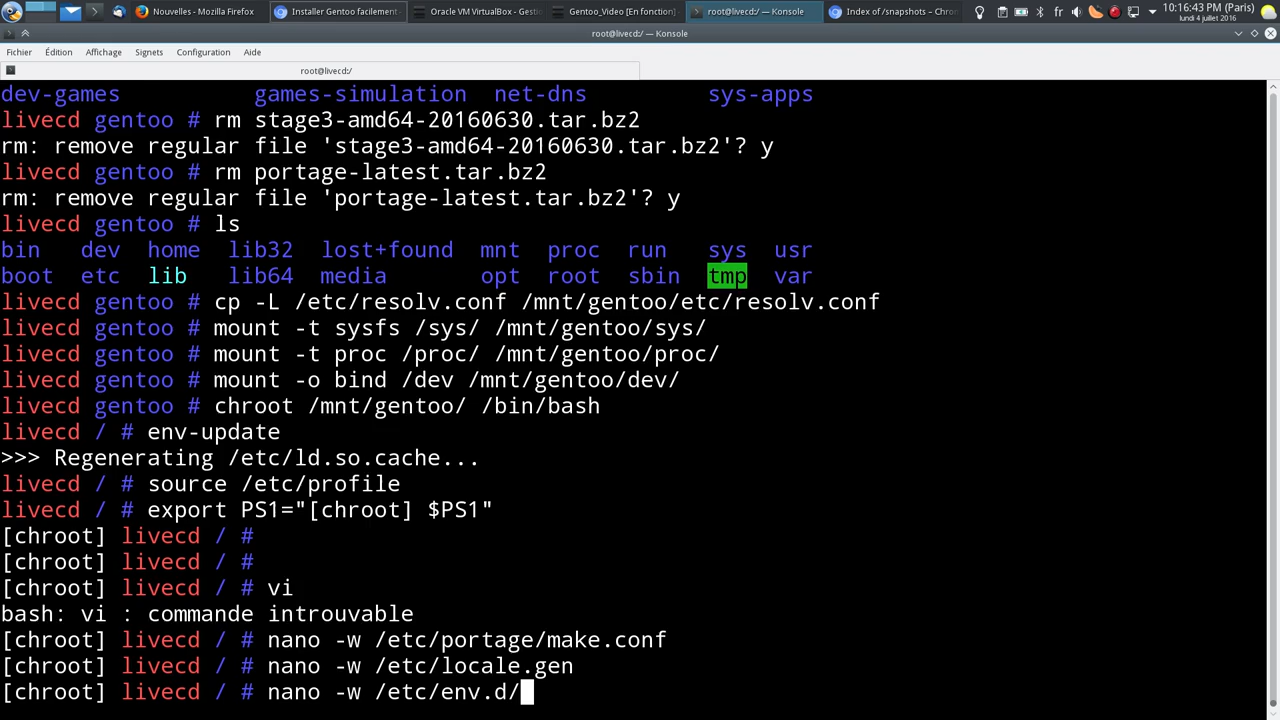 Nouvelles - Mozilla Firefox
Installer Gentoo facilement
Oracle VM VirtualBox - Gesti
Gentoo_Video [En fonction]
root@livecd:/ — Konsole
Index of /snapshots – Chro
fr
10:16:43 PM (Paris)
lundi 4 juillet 2016
root@livecd:/ — Konsole
Fichier Édition Affichage Signets Configuration Aide
root@livecd:/
dev-games games-simulation net-dns sys-apps
livecd gentoo # rm stage3-amd64-20160630.tar.bz2
rm: remove regular file 'stage3-amd64-20160630.tar.bz2'? y
livecd gentoo # rm portage-latest.tar.bz2
rm: remove regular file 'portage-latest.tar.bz2'? y
livecd gentoo # ls
bin dev home lib32 lost+found mnt proc run sys usr
boot etc lib lib64 media opt root sbin tmp var
livecd gentoo # cp -L /etc/resolv.conf /mnt/gentoo/etc/resolv.conf
livecd gentoo # mount -t sysfs /sys/ /mnt/gentoo/sys/
livecd gentoo # mount -t proc /proc/ /mnt/gentoo/proc/
livecd gentoo # mount -o bind /dev /mnt/gentoo/dev/
livecd gentoo # chroot /mnt/gentoo/ /bin/bash
livecd / # env-update
>>> Regenerating /etc/ld.so.cache...
livecd / # source /etc/profile
livecd / # export PS1="[chroot] $PS1"
[chroot] livecd / #
[chroot] livecd / #
[chroot] livecd / # vi
bash: vi : commande introuvable
[chroot] livecd / # nano -w /etc/portage/make.conf
[chroot] livecd / # nano -w /etc/locale.gen
[chroot] livecd / # nano -w /etc/env.d/